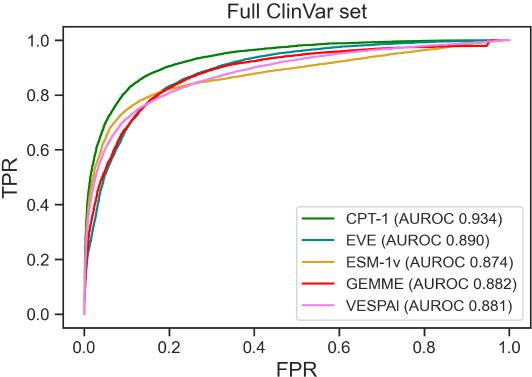 Full ClinVar set
TPR
1.0
0.8
0.6
0.4
0.2
0.0
CPT-1 (AUROC 0.934)
EVE (AUROC 0.890)
ESM-1v (AUROC 0.874)
GEMME (AUROC 0.882)
VESPAl (AUROC 0.881)
0.0 0.2 0.4 0.6 0.8 1.0
FPR